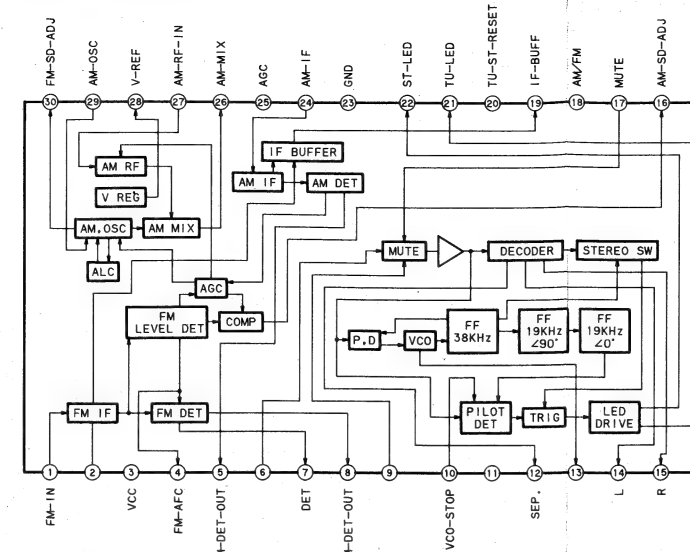 FM-SD-ADJ
AM-OSC
V-REF
AM-RF-IN
AM-MIX
AGC
AM-IF
GND
ST-LED
TU-LED
TU-ST-RESET
IF-BUFF
AM/FM
MUTE
AM-SD-ADJ
30
29
28
27
26
25
24
23
22
21
20
19
18
17
16
IF BUFFER
AM RF
AM IF
AM DET
V REG
AM.OSC
AM MIX
MUTE
DECODER
STEREO SW
ALC
AGC
FM
LEVEL DET
COMP
P.D
VCO
FF
38KHz
FF
19KHz
∠90°
FF
19KHz
∠0°
FM IF
FM DET
PILOT
DET
TRIG
LED
DRIVE
1
2
3
4
5
6
7
8
9
10
11
12
13
14
15
FM-IN
VCC
FM-AFC
-DET-OUT
DET
-DET-OUT
VCO-STOP
SEP.
L
R